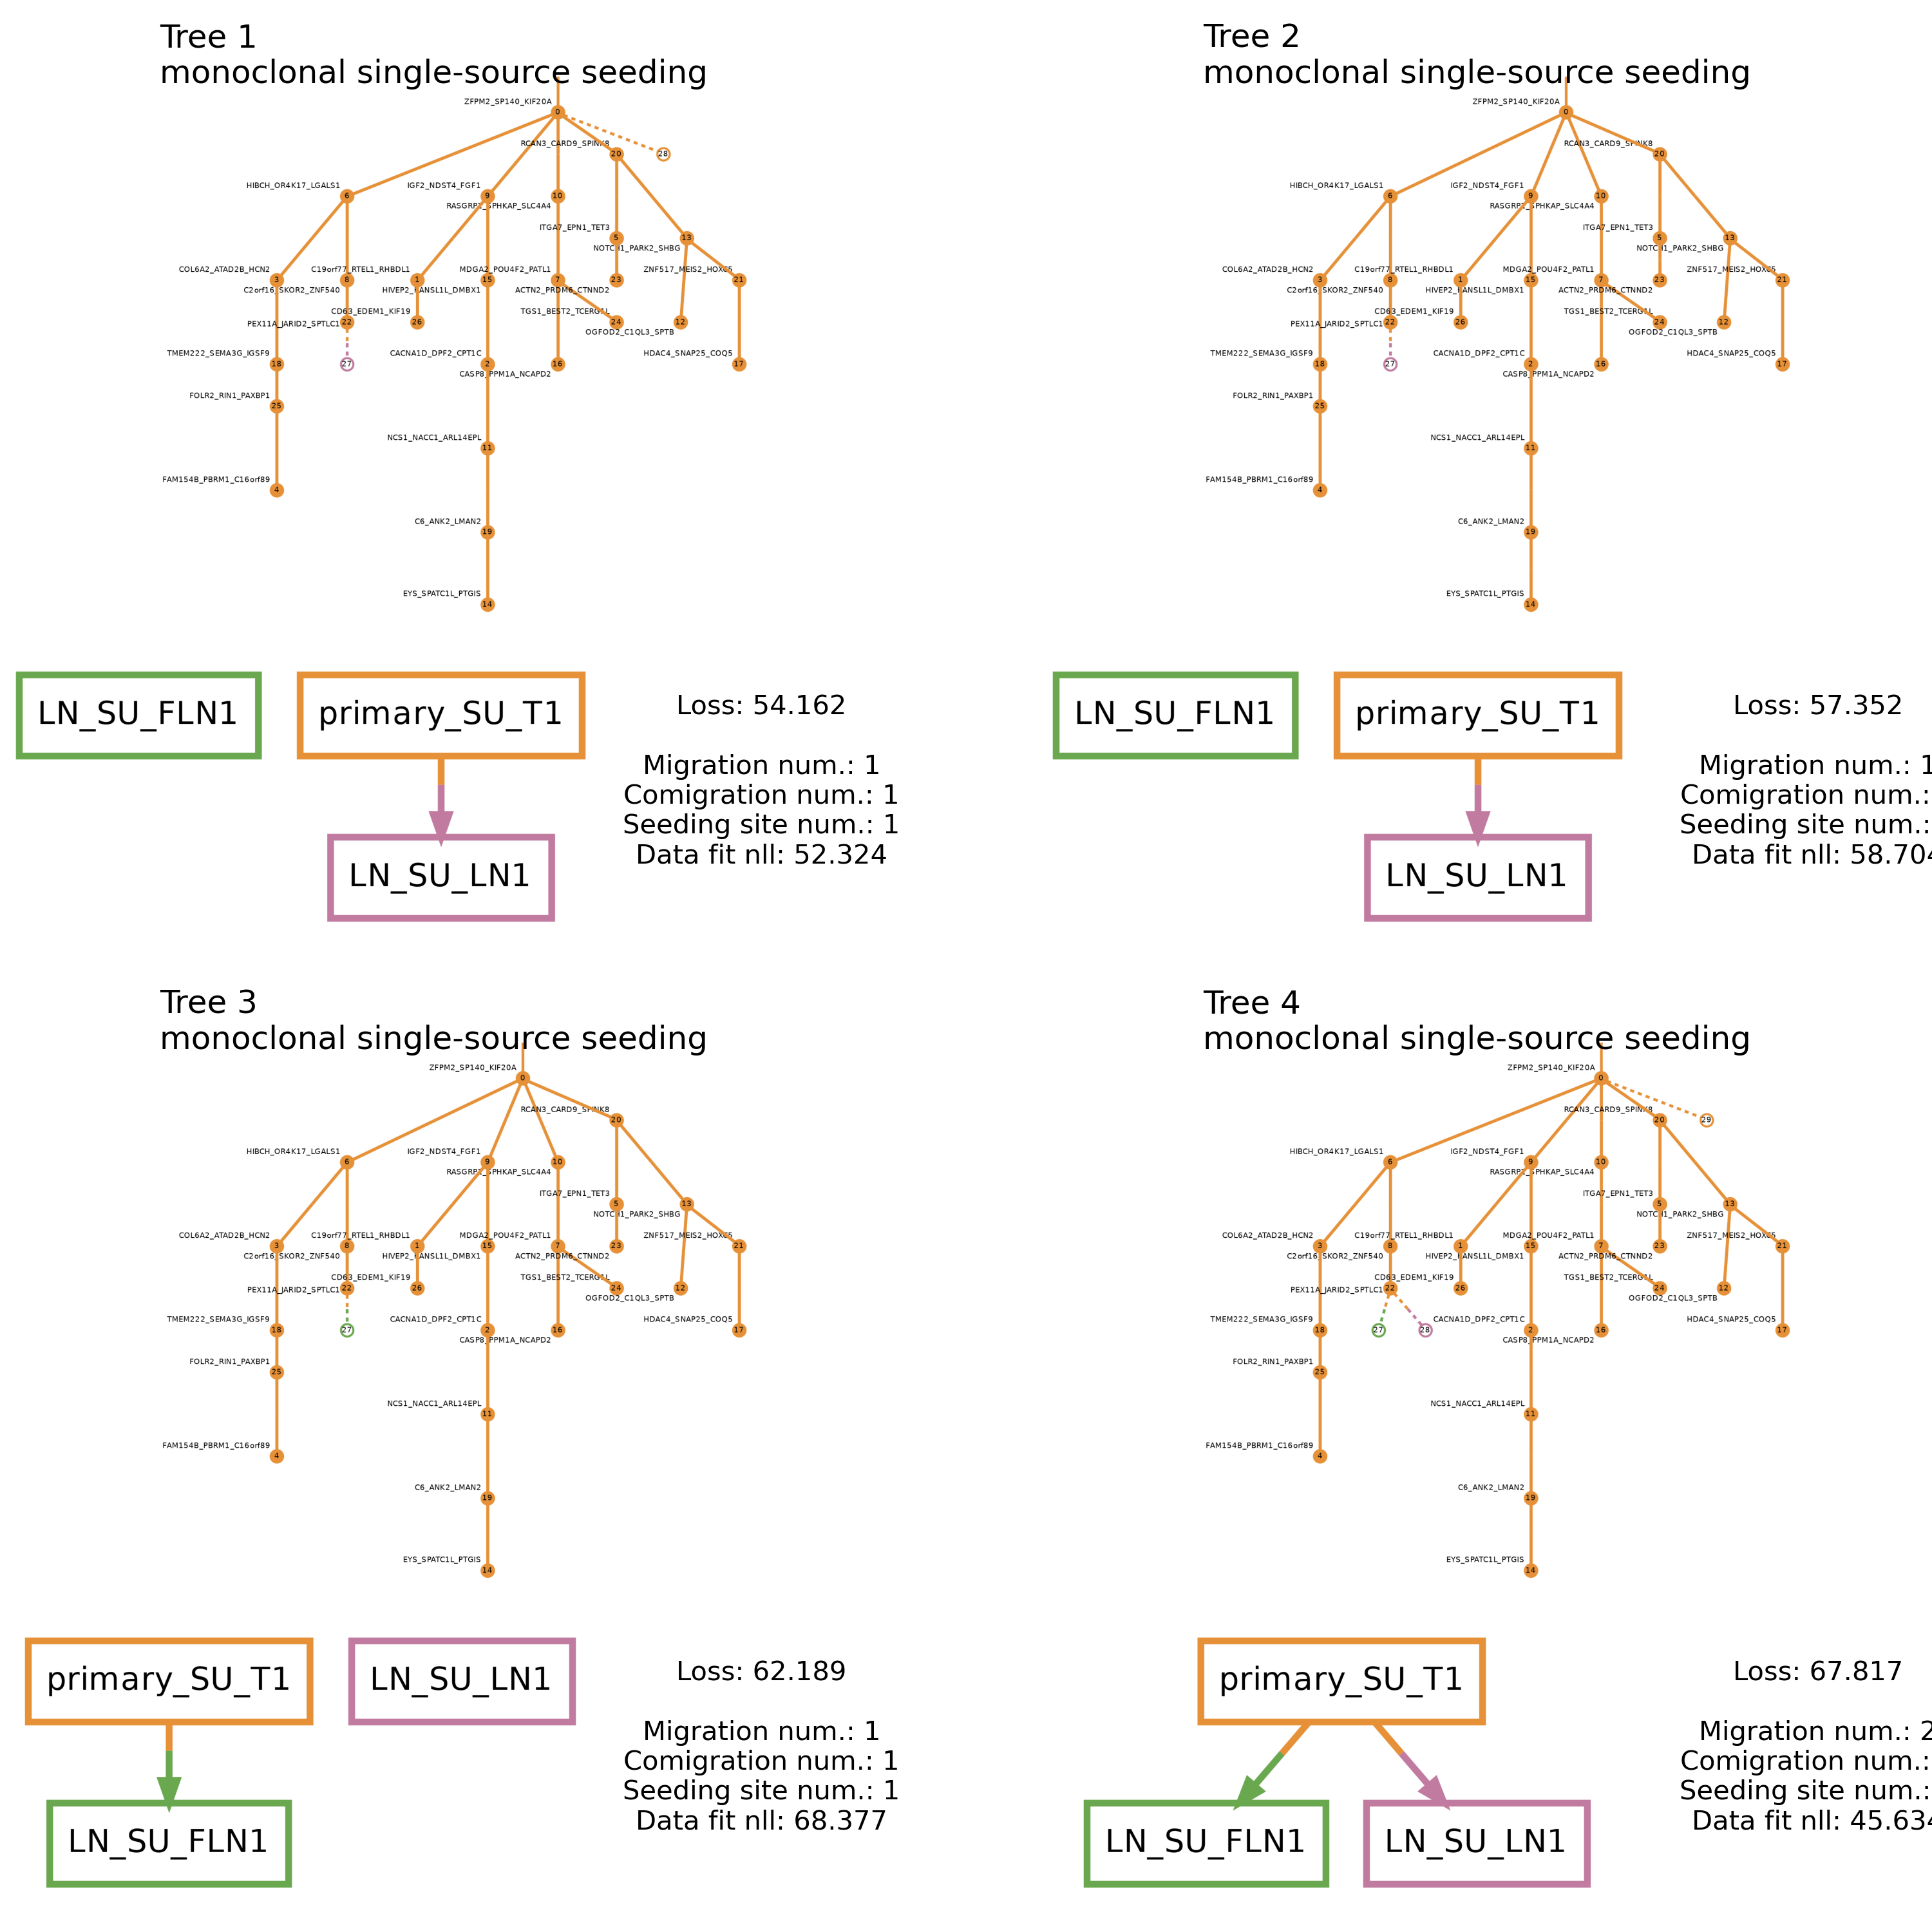 Tree 1
monoclonal single-source seeding
ZFPM2_SP140_KIF20A
0
RCAN3_CARD9_SPINK8
20
28
HIBCH_OR4K17_LGALS1
6
IGF2_NDST4_FGF1
9
10
ITGA7_EPN1_TET3
5
NOTCH1_PARK2_SHBG
13
COL6A2_ATAD2B_HCN2
3
C19orf77_RTEL1_RHBDL1
8
1
MDGA2_POU4F2_PATL1
15
7
23
ZNF517_MEIS2_HOXC5
21
C2orf16_SKOR2_ZNF540
HIVEP2_KANSL1L_DMBX1
ACTN2_PRDM6_CTNND2
PEX11A_JARID2_SPTLC1
22
CD63_EDEM1_KIF19
26
TGS1_BEST2_TCERG1L
24
OGFOD2_C1QL3_SPTB
12
TMEM222_SEMA3G_IGSF9
18
27
CACNA1D_DPF2_CPT1C
2
CASP8_PPM1A_NCAPD2
16
HDAC4_SNAP25_COQ5
17
FOLR2_RIN1_PAXBP1
25
NCS1_NACC1_ARL14EPL
11
FAM154B_PBRM1_C16orf89
4
C6_ANK2_LMAN2
19
EYS_SPATC1L_PTGIS
14
LN_SU_FLN1
primary_SU_T1
LN_SU_LN1
Loss: 54.162
Migration num.: 1
Comigration num.: 1
Seeding site num.: 1
Data fit nll: 52.324
Tree 2
monoclonal single-source seeding
ZFPM2_SP140_KIF20A
0
RCAN3_CARD9_SPINK8
20
HIBCH_OR4K17_LGALS1
6
IGF2_NDST4_FGF1
9
10
ITGA7_EPN1_TET3
5
NOTCH1_PARK2_SHBG
13
COL6A2_ATAD2B_HCN2
3
C19orf77_RTEL1_RHBDL1
8
1
MDGA2_POU4F2_PATL1
15
7
23
ZNF517_MEIS2_HOXC5
21
C2orf16_SKOR2_ZNF540
HIVEP2_KANSL1L_DMBX1
ACTN2_PRDM6_CTNND2
PEX11A_JARID2_SPTLC1
22
CD63_EDEM1_KIF19
26
TGS1_BEST2_TCERG1L
24
OGFOD2_C1QL3_SPTB
12
TMEM222_SEMA3G_IGSF9
18
27
CACNA1D_DPF2_CPT1C
2
CASP8_PPM1A_NCAPD2
16
HDAC4_SNAP25_COQ5
17
FOLR2_RIN1_PAXBP1
25
NCS1_NACC1_ARL14EPL
11
FAM154B_PBRM1_C16orf89
4
C6_ANK2_LMAN2
19
EYS_SPATC1L_PTGIS
14
LN_SU_FLN1
primary_SU_T1
LN_SU_LN1
Loss: 57.352
Migration num.: 1
Comigration num.:
Seeding site num.:
Data fit nll: 58.704
Tree 3
monoclonal single-source seeding
ZFPM2_SP140_KIF20A
0
RCAN3_CARD9_SPINK8
20
HIBCH_OR4K17_LGALS1
6
IGF2_NDST4_FGF1
9
10
ITGA7_EPN1_TET3
5
NOTCH1_PARK2_SHBG
13
COL6A2_ATAD2B_HCN2
3
C19orf77_RTEL1_RHBDL1
8
1
MDGA2_POU4F2_PATL1
15
7
23
ZNF517_MEIS2_HOXC5
21
C2orf16_SKOR2_ZNF540
HIVEP2_KANSL1L_DMBX1
ACTN2_PRDM6_CTNND2
PEX11A_JARID2_SPTLC1
22
CD63_EDEM1_KIF19
26
TGS1_BEST2_TCERG1L
24
OGFOD2_C1QL3_SPTB
12
TMEM222_SEMA3G_IGSF9
18
27
CACNA1D_DPF2_CPT1C
2
CASP8_PPM1A_NCAPD2
16
HDAC4_SNAP25_COQ5
17
FOLR2_RIN1_PAXBP1
25
NCS1_NACC1_ARL14EPL
11
FAM154B_PBRM1_C16orf89
4
C6_ANK2_LMAN2
19
EYS_SPATC1L_PTGIS
14
primary_SU_T1
LN_SU_LN1
LN_SU_FLN1
Loss: 62.189
Migration num.: 1
Comigration num.: 1
Seeding site num.: 1
Data fit nll: 68.377
Tree 4
monoclonal single-source seeding
ZFPM2_SP140_KIF20A
0
RCAN3_CARD9_SPINK8
20
29
HIBCH_OR4K17_LGALS1
6
IGF2_NDST4_FGF1
9
10
ITGA7_EPN1_TET3
5
NOTCH1_PARK2_SHBG
13
COL6A2_ATAD2B_HCN2
3
C19orf77_RTEL1_RHBDL1
8
1
MDGA2_POU4F2_PATL1
15
7
23
ZNF517_MEIS2_HOXC5
21
C2orf16_SKOR2_ZNF540
HIVEP2_KANSL1L_DMBX1
ACTN2_PRDM6_CTNND2
PEX11A_JARID2_SPTLC1
22
CD63_EDEM1_KIF19
26
TGS1_BEST2_TCERG1L
24
OGFOD2_C1QL3_SPTB
12
TMEM222_SEMA3G_IGSF9
18
27
28
CACNA1D_DPF2_CPT1C
2
CASP8_PPM1A_NCAPD2
16
HDAC4_SNAP25_COQ5
17
FOLR2_RIN1_PAXBP1
25
NCS1_NACC1_ARL14EPL
11
FAM154B_PBRM1_C16orf89
4
C6_ANK2_LMAN2
19
EYS_SPATC1L_PTGIS
14
primary_SU_T1
LN_SU_FLN1
LN_SU_LN1
Loss: 67.817
Migration num.: 2
Comigration num.:
Seeding site num.:
Data fit nll: 45.634